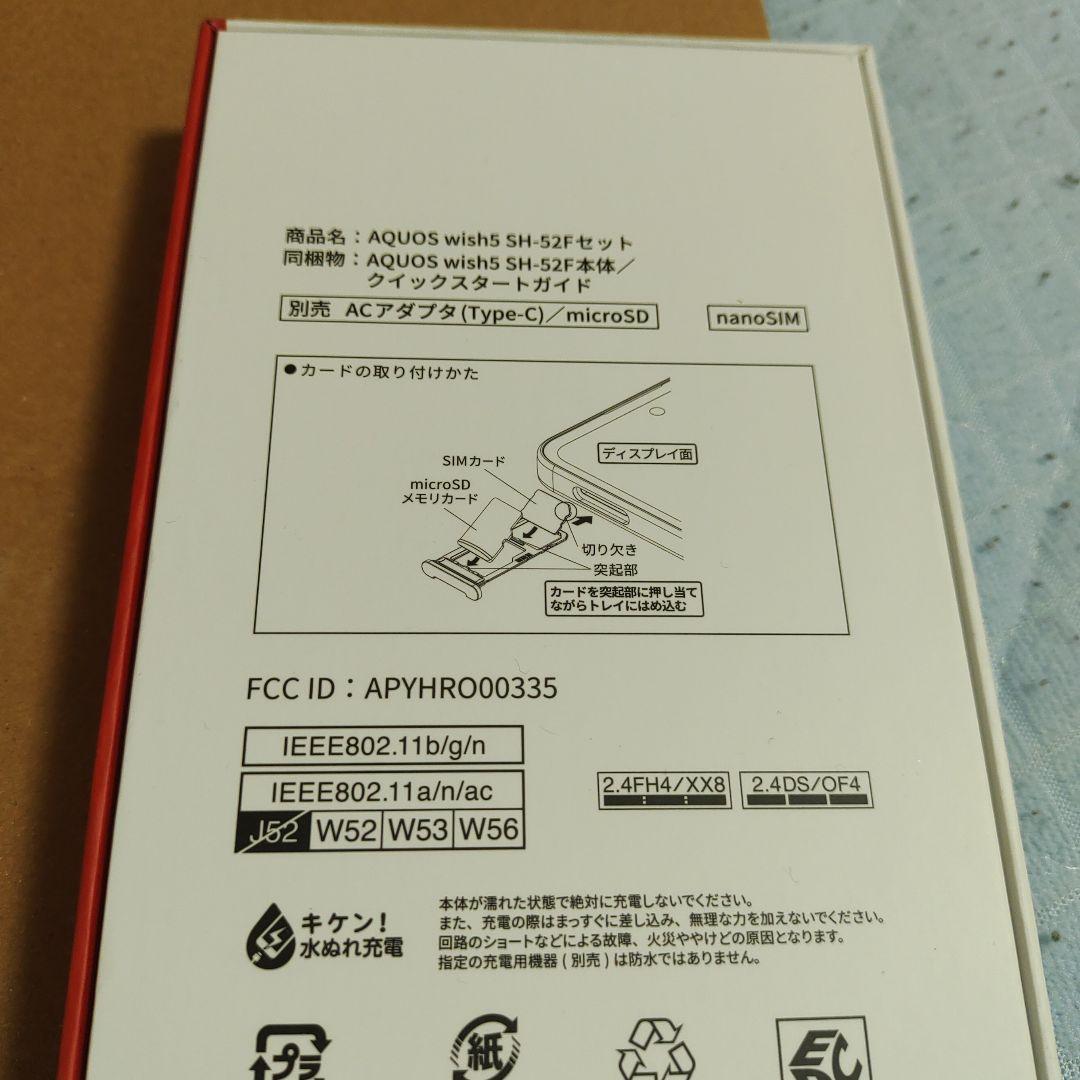 商品名：AQUOS wish5 SH-52Fセット
同梱物：AQUOS wish5 SH-52F本体／
クイックスタートガイド
別売 ACアダプタ(Type-C)／microSD
nanoSIM
●カードの取り付けかた
ディスプレイ面
SIMカード
microSD
メモリカード
切り欠き
突起部
カードを突起部に押し当て
ながらトレイにはめ込む
FCC ID：APYHRO00335
IEEE802.11b/g/n
IEEE802.11a/n/ac
J52 W52 W53 W56
2.4FH4/XX8
2.4DS/OF4
キケン！
水ぬれ充電
本体が濡れた状態で絶対に充電しないでください。
また、充電の際はまっすぐに差し込み、無理な力を加えないでください。
回路のショートなどによる故障、火災ややけどの原因となります。
指定の充電用機器(別売)は防水ではありません。
プラ
紙